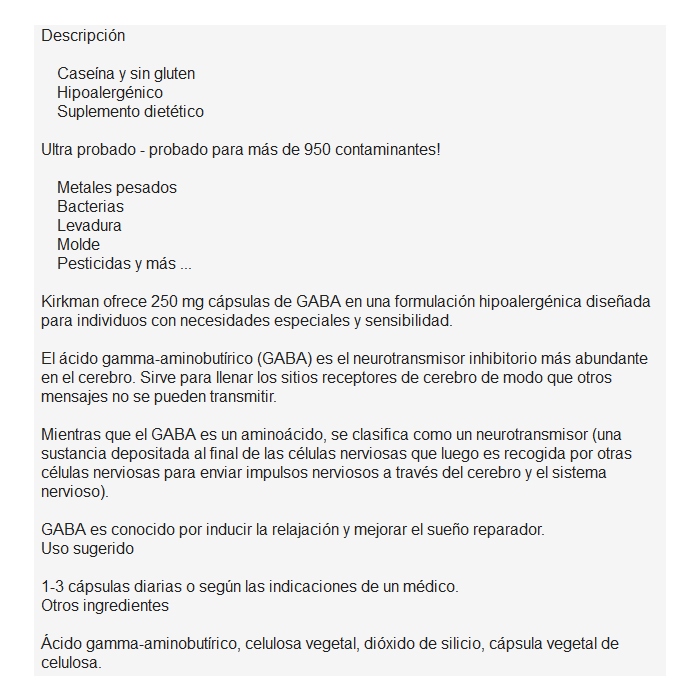 Descripción
Caseína y sin gluten
Hipoalergénico
Suplemento dietético
Ultra probado - probado para más de 950 contaminantes!
Metales pesados
Bacterias
Levadura
Molde
Pesticidas y más ...
Kirkman ofrece 250 mg cápsulas de GABA en una formulación hipoalergénica diseñada
para individuos con necesidades especiales y sensibilidad.
El ácido gamma-aminobutírico (GABA) es el neurotransmisor inhibitorio más abundante
en el cerebro. Sirve para llenar los sitios receptores de cerebro de modo que otros
mensajes no se pueden transmitir.
Mientras que el GABA es un aminoácido, se clasifica como un neurotransmisor (una
sustancia depositada al final de las células nerviosas que luego es recogida por otras
células nerviosas para enviar impulsos nerviosos a través del cerebro y el sistema
nervioso).
GABA es conocido por inducir la relajación y mejorar el sueño reparador.
Uso sugerido
1-3 cápsulas diarias o según las indicaciones de un médico.
Otros ingredientes
Ácido gamma-aminobutírico, celulosa vegetal, dióxido de silicio, cápsula vegetal de
celulosa.